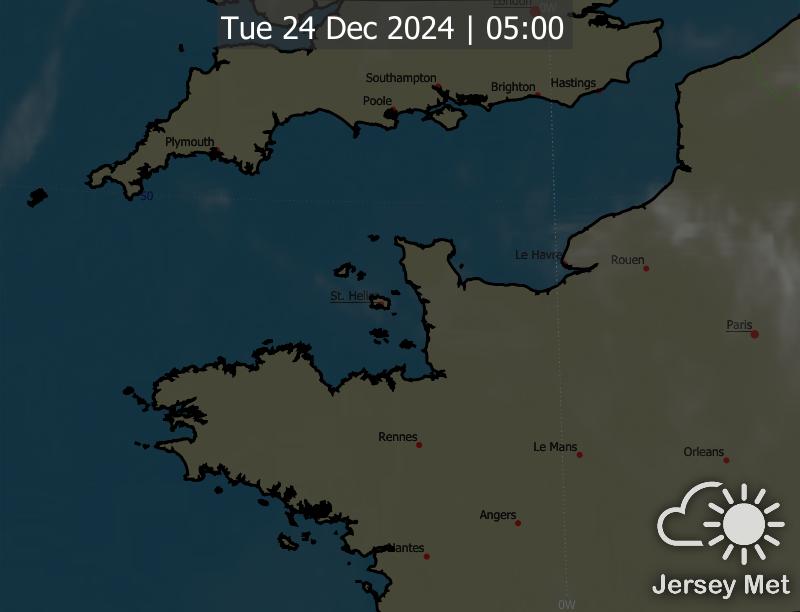 London
0W
Tue 24 Dec 2024 | 05:00
Southampton
Brighton
Hastings
Poole
Plymouth
50
Le Havre
Rouen
St. Helier
Paris
Rennes
Le Mans
Orleans
Angers
Nantes
Jersey Met
0W